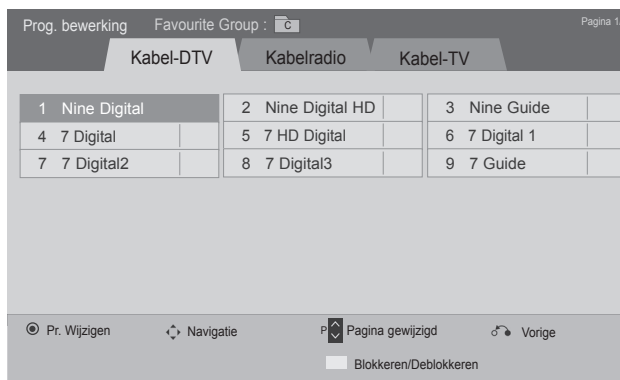 Prog. bewerking Favourite Group : C Pagina 1
Kabel-DTV Kabelradio Kabel-TV
1 Nine Digital 2 Nine Digital HD 3 Nine Guide
4 7 Digital 5 7 HD Digital 6 7 Digital 1
7 7 Digital2 8 7 Digital3 9 7 Guide
Pr. Wijzigen Navigatie P Pagina gewijzigd Vorige
Blokkeren/Deblokkeren